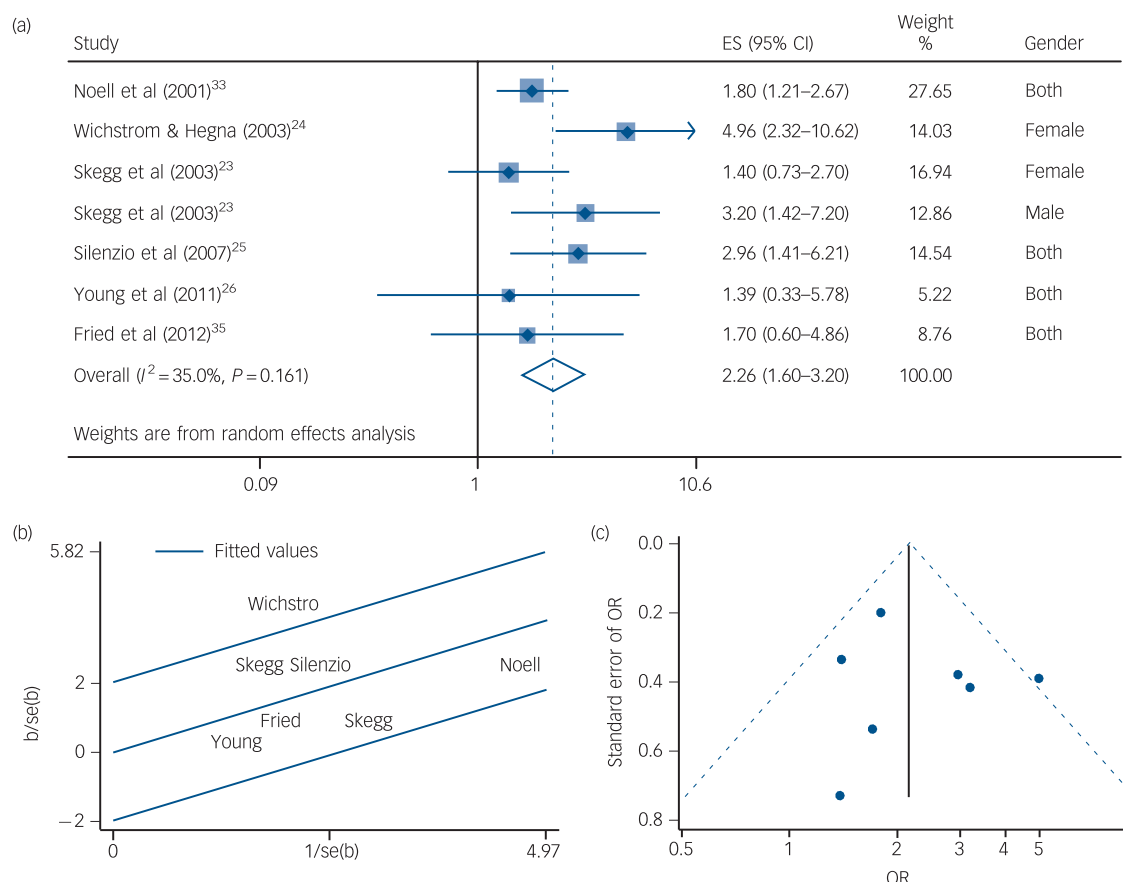 (a)
Study ES (95% CI) Weight % Gender
Noell et al (2001)33 1.80 (1.21–2.67) 27.65 Both
Wichstrom & Hegna (2003)24 4.96 (2.32–10.62) 14.03 Female
Skegg et al (2003)23 1.40 (0.73–2.70) 16.94 Female
Skegg et al (2003)23 3.20 (1.42–7.20) 12.86 Male
Silenzio et al (2007)25 2.96 (1.41–6.21) 14.54 Both
Young et al (2011)26 1.39 (0.33–5.78) 5.22 Both
Fried et al (2012)35 1.70 (0.60–4.86) 8.76 Both
Overall (I2=35.0%, P=0.161) 2.26 (1.60–3.20) 100.00
Weights are from random effects analysis
0.09 1 10.6
(b)
5.82
2
0
−2
b/se(b)
Fitted values
Wichstro
Skegg Silenzio
Noell
Fried
Skegg
Young
0 1/se(b) 4.97
(c)
0.0
0.2
0.4
0.6
0.8
Standard error of OR
0.5 1 2 3 4 5
OR